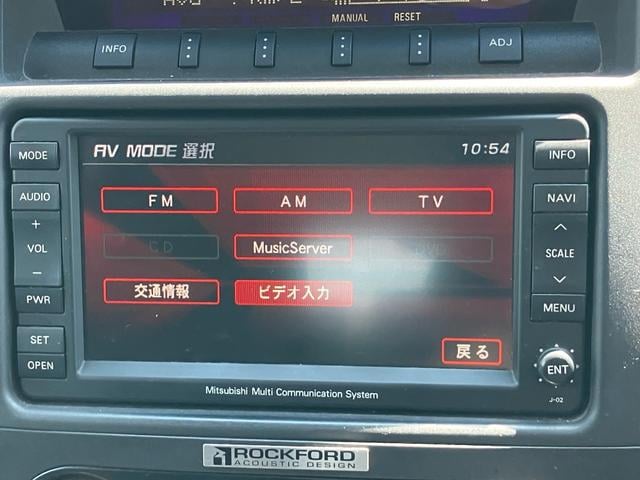 MANUAL RESET
INFO
ADJ
MODE
AV MODE 選択
10:54
INFO
AUDIO
FM
AM
TV
NAVI
+
VOL
−
CD
MusicServer
DVD
SCALE
PWR
交通情報
ビデオ入力
MENU
SET
戻る
OPEN
ENT
Mitsubishi Multi Communication System
J-02
ROCKFORD
ACOUSTIC DESIGN